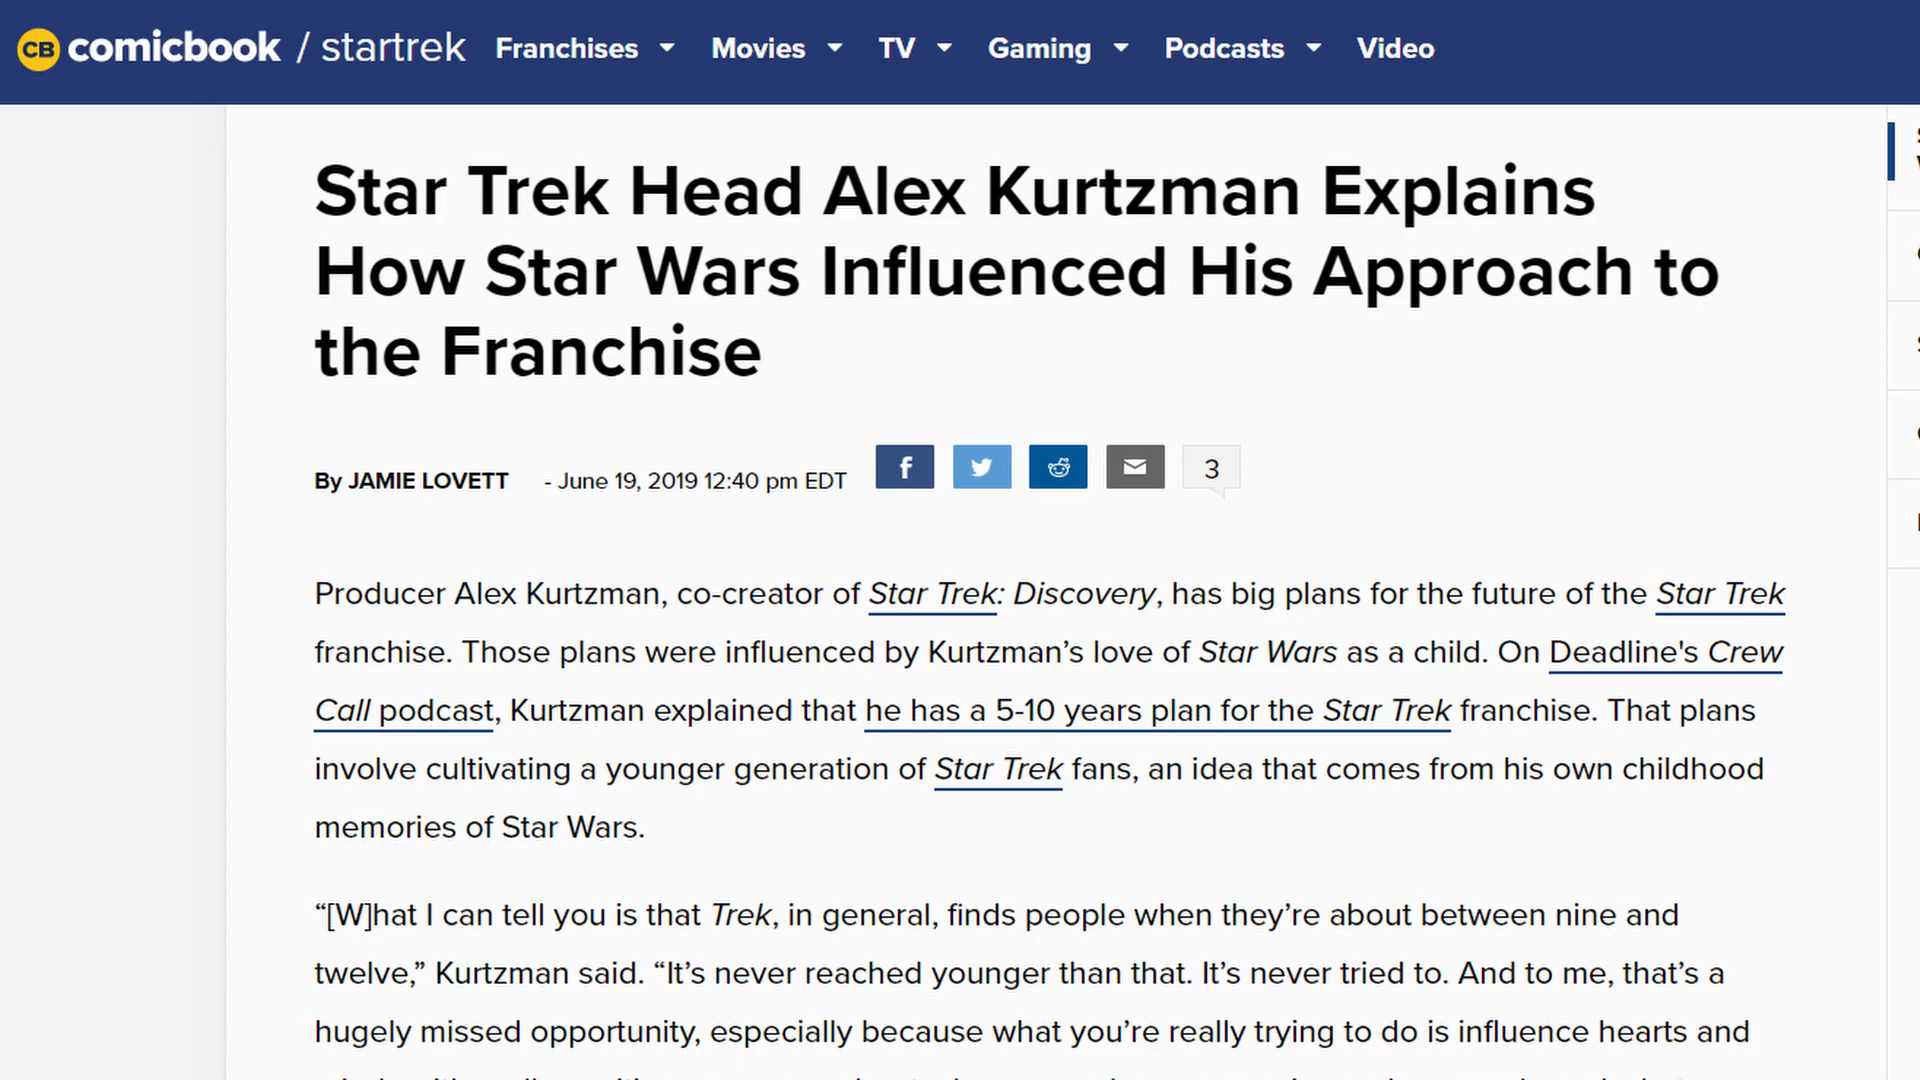 CB comicbook / startrek Franchises Movies TV Gaming Podcasts Video
Star Trek Head Alex Kurtzman Explains
How Star Wars Influenced His Approach to
the Franchise
By JAMIE LOVETT - June 19, 2019 12:40 pm EDT f 3
Producer Alex Kurtzman, co-creator of Star Trek: Discovery, has big plans for the future of the Star Trek
franchise. Those plans were influenced by Kurtzman’s love of Star Wars as a child. On Deadline's Crew
Call podcast, Kurtzman explained that he has a 5-10 years plan for the Star Trek franchise. That plans
involve cultivating a younger generation of Star Trek fans, an idea that comes from his own childhood
memories of Star Wars.
“[W]hat I can tell you is that Trek, in general, finds people when they’re about between nine and
twelve,” Kurtzman said. “It’s never reached younger than that. It’s never tried to. And to me, that’s a
hugely missed opportunity, especially because what you’re really trying to do is influence hearts and